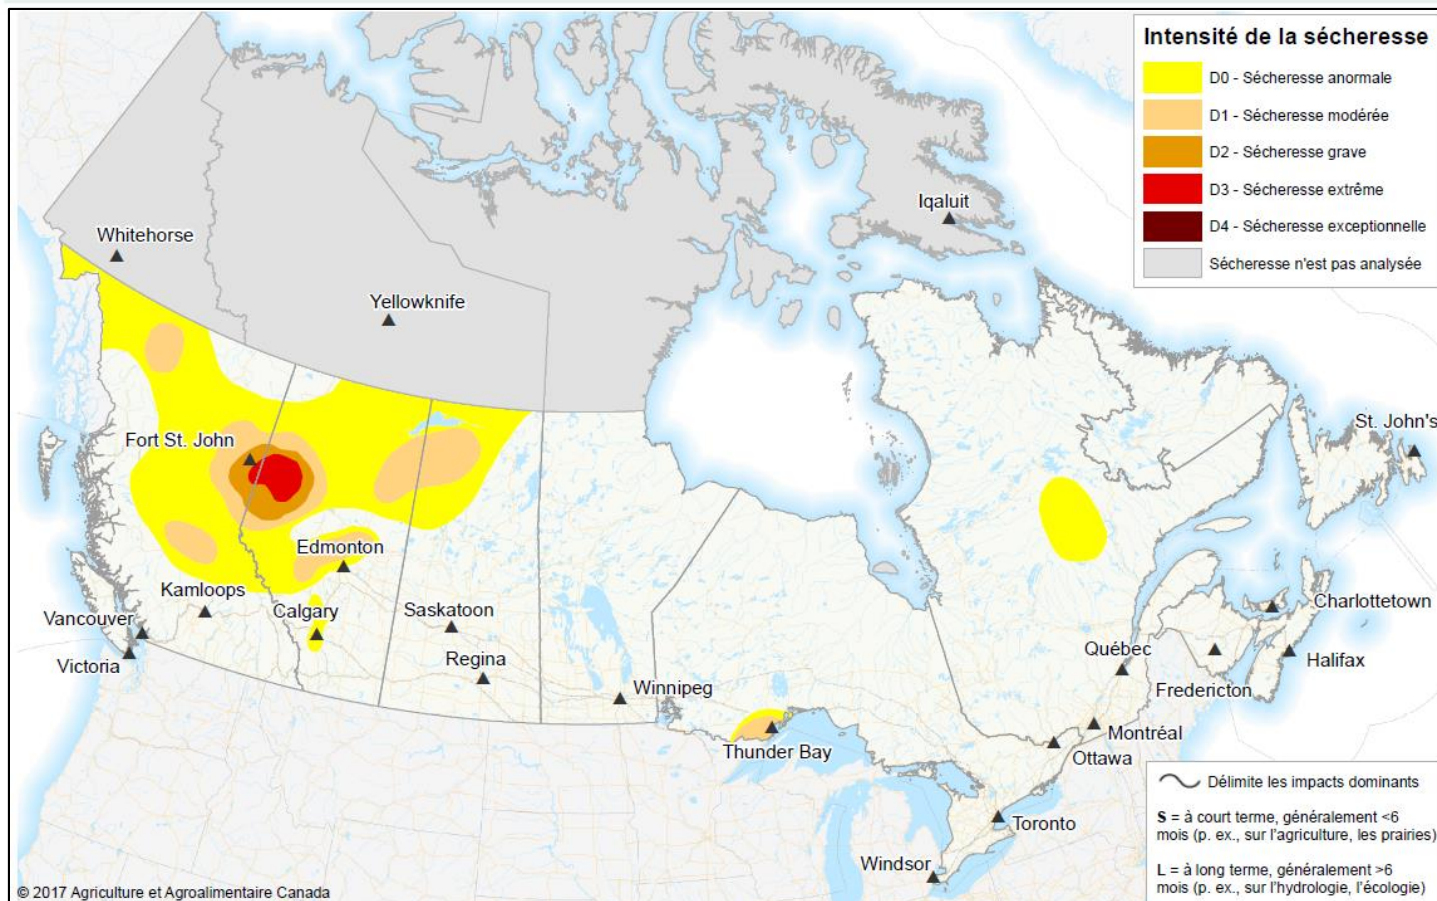 Intensité de la sécheresse
D0 - Sécheresse anormale
D1 - Sécheresse modérée
D2 - Sécheresse grave
D3 - Sécheresse extrême
D4 - Sécheresse exceptionnelle
Sécheresse n'est pas analysée
Iqaluit
Whitehorse
Yellowknife
St. John's
Fort St. John
Edmonton
Kamloops
Calgary
Saskatoon
Charlottetown
Vancouver
Victoria
Regina
Québec
Halifax
Winnipeg
Fredericton
Thunder Bay
Montréal
Ottawa
Toronto
Windsor
Délimite les impacts dominants
S = à court terme, généralement <6
mois (p. ex., sur l'agriculture, les prairies)
L = à long terme, généralement >6
mois (p. ex., sur l'hydrologie, l'écologie)
© 2017 Agriculture et Agroalimentaire Canada